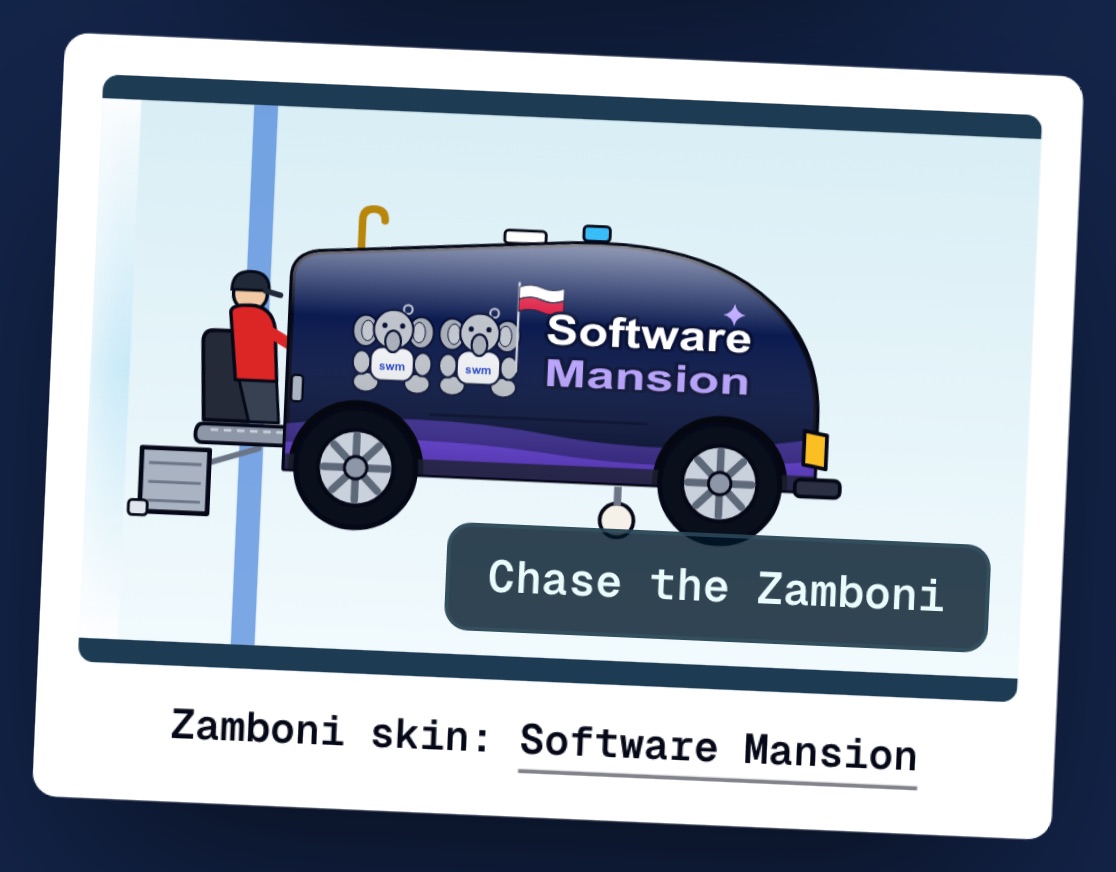 swm
swm
Software
Mansion
Chase the Zamboni
Zamboni skin: Software Mansion